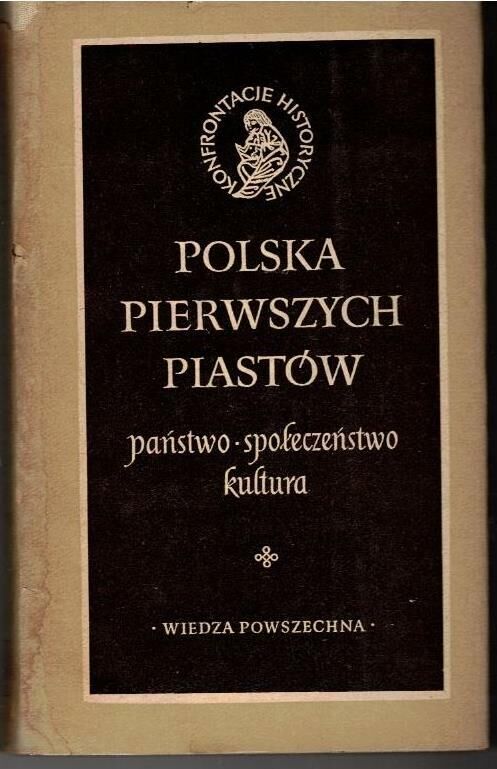 KONFRONTACJE HISTORYCZNE
POLSKA
PIERWSZYCH
PIASTÓW
państwo · społeczeństwo
kultura
· WIEDZA POWSZECHNA ·